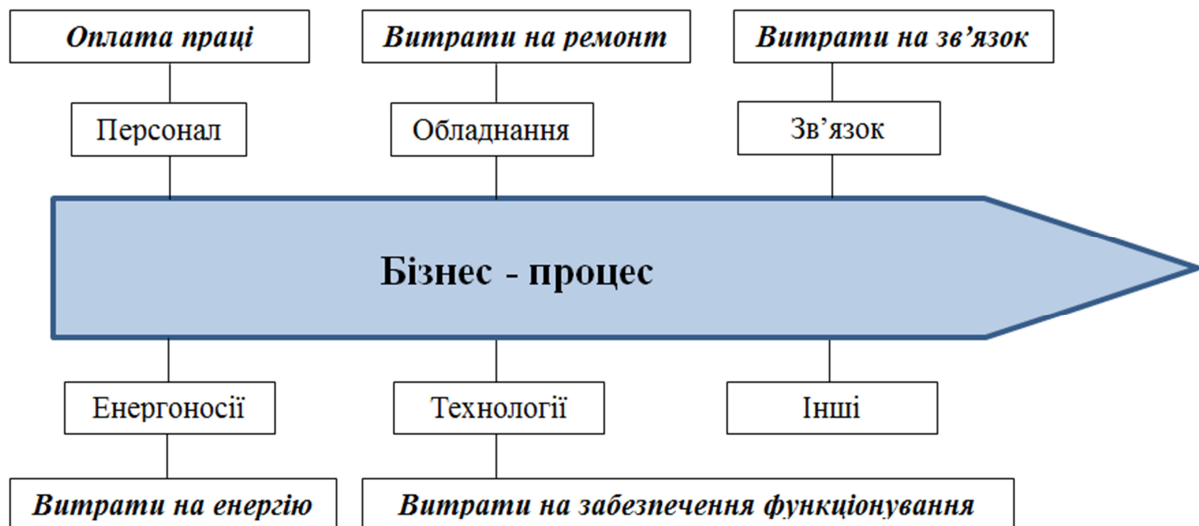 Оплата праці
Витрати на ремонт
Витрати на зв’язок
Персонал
Обладнання
Зв’язок
Бізнес - процес
Енергоносії
Технології
Інші
Витрати на енергію
Витрати на забезпечення функціонування